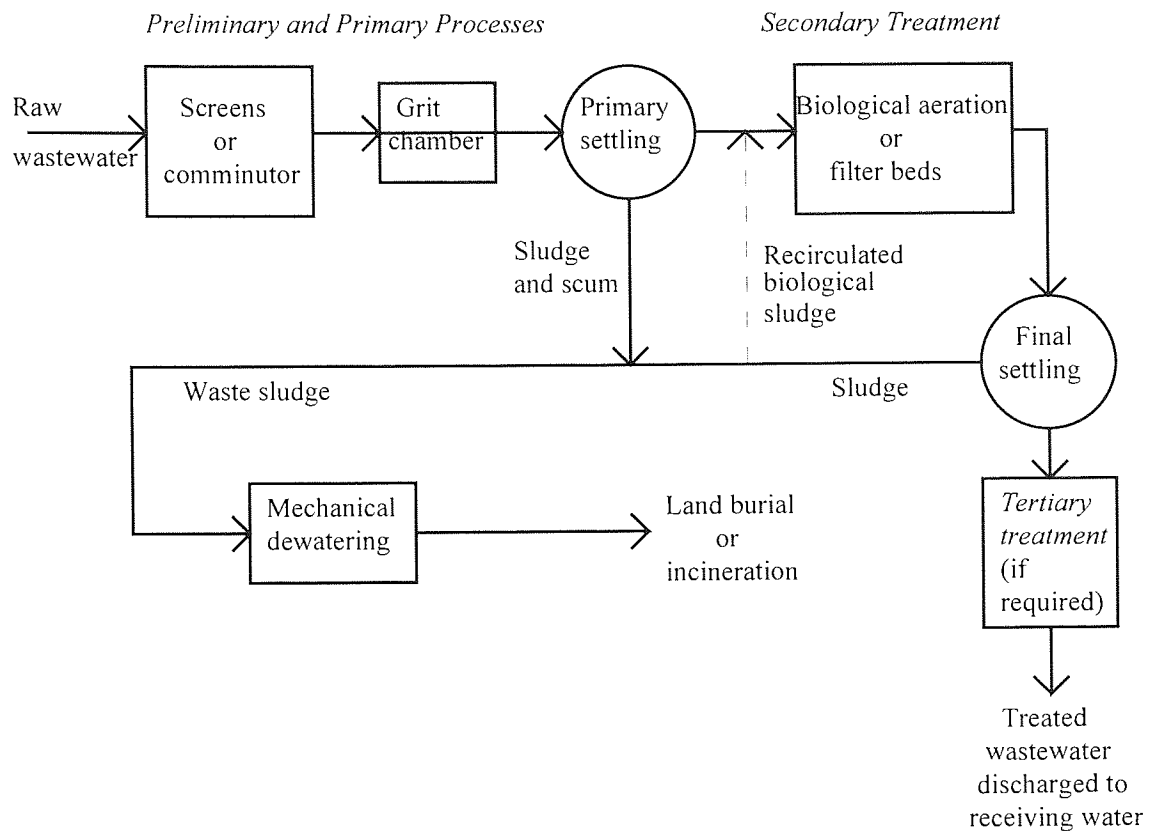 Preliminary and Primary Processes
Secondary Treatment
Raw
wastewater
Screens
or
comminutor
Grit
chamber
Primary
settling
Biological aeration
or
filter beds
Sludge
and scum
Recirculated
biological
sludge
Final
settling
Waste sludge
Sludge
Mechanical
dewatering
Land burial
or
incineration
Tertiary
treatment
(if
required)
Treated
wastewater
discharged to
receiving water